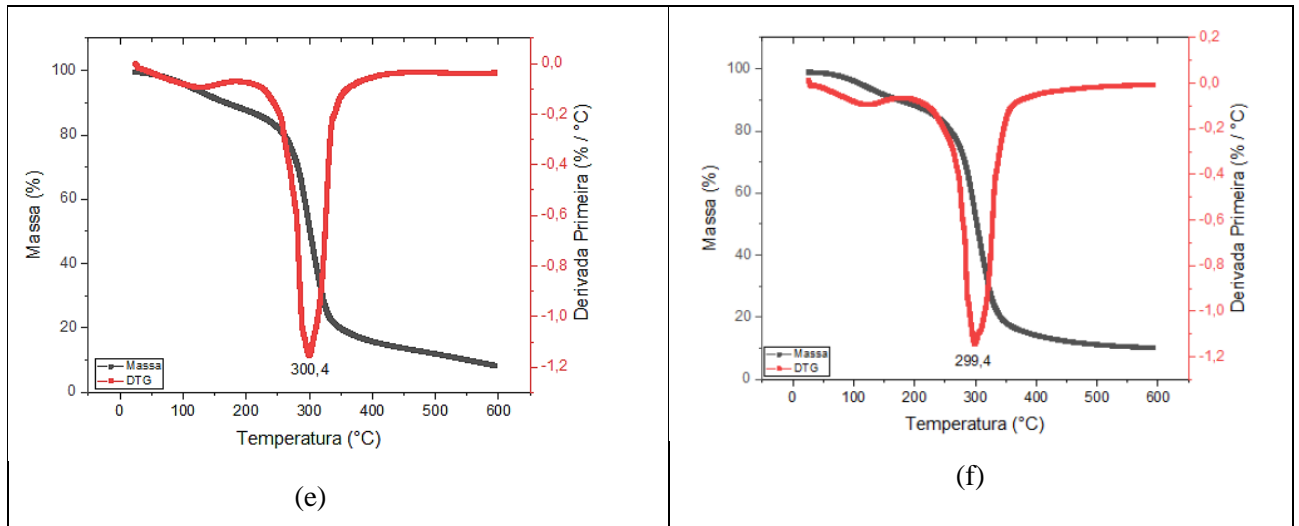 100
80
60
40
20
0
Massa (%)
0,0
-0,2
-0,4
-0,6
-0,8
-1,0
-1,2
Derivada Primeira (% / °C)
Massa
DTG
300,4
0 100 200 300 400 500 600
Temperatura (°C)
(e)
100
80
60
40
20
0
Massa (%)
0,2
0,0
-0,2
-0,4
-0,6
-0,8
-1,0
-1,2
Derivada Primeira (% / °C)
Massa
DTG
299,4
0 100 200 300 400 500 600
Temperatura (°C)
(f)